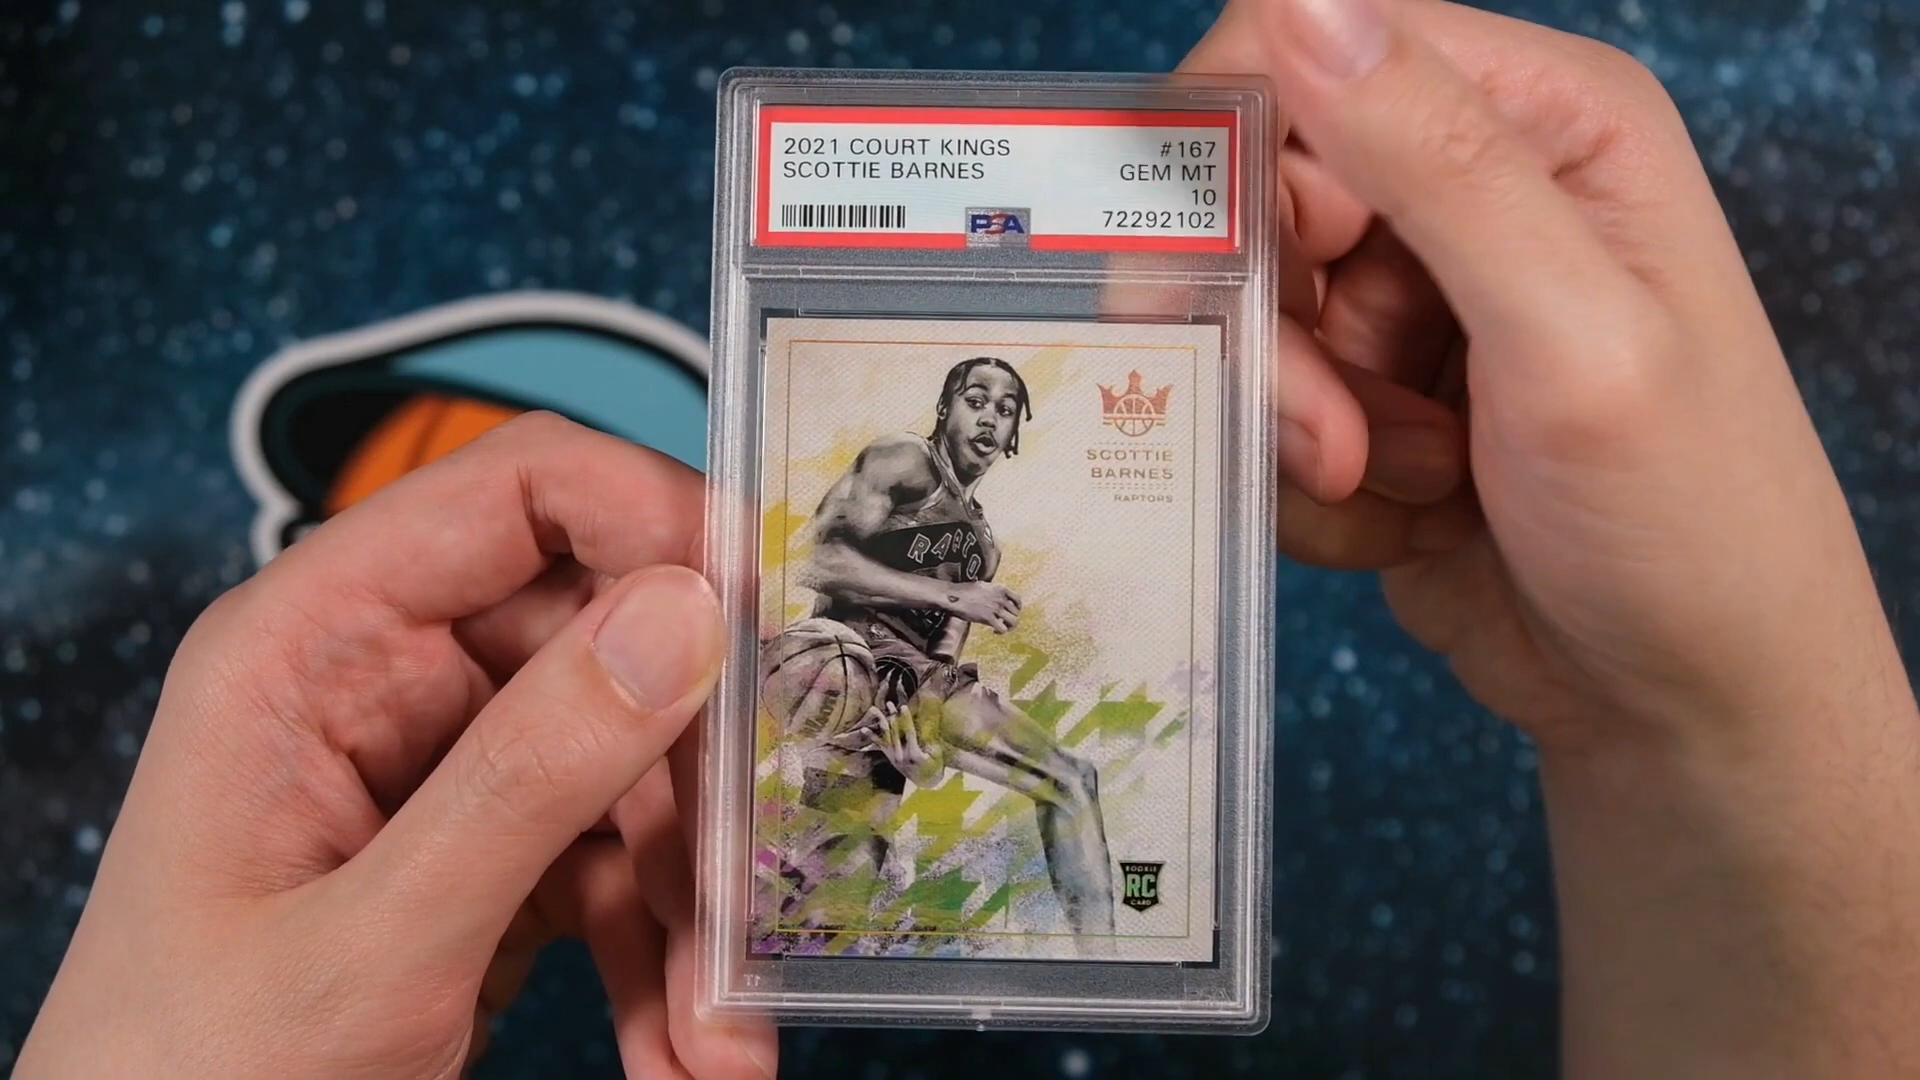 2021 COURT KINGS #167
SCOTTIE BARNES GEM MT
10
PSA 72292102
SCOTTIE
BARNES
RAPTORS
RAPTO
ROOKIE
RC
CARD